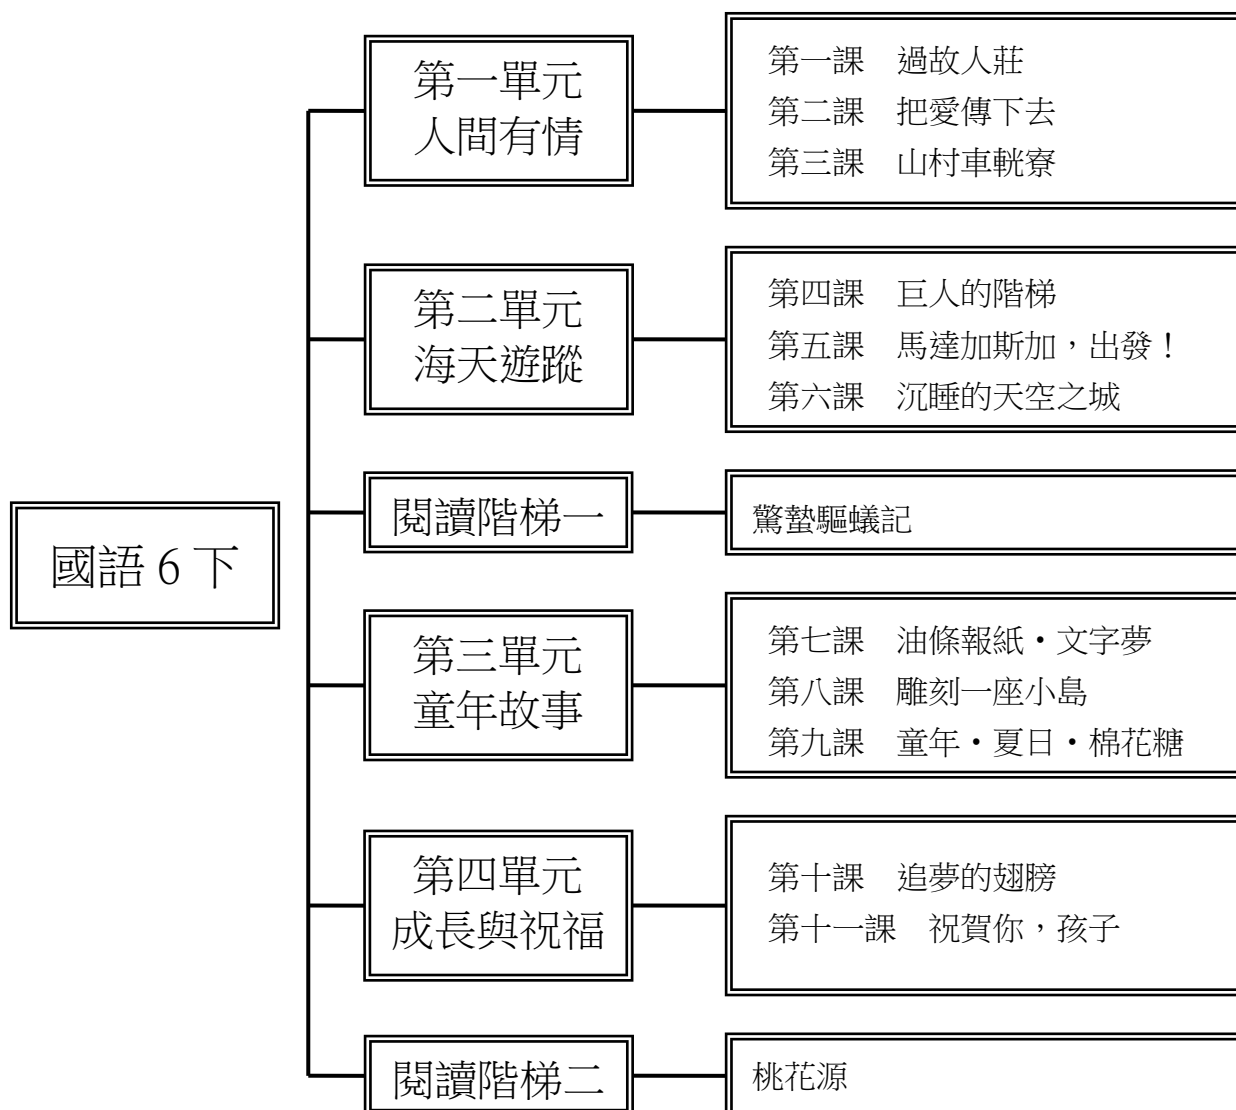 國語6下
第一單元
人間有情
第一課　過故人莊
第二課　把愛傳下去
第三課　山村車輄寮
第二單元
海天遊蹤
第四課　巨人的階梯
第五課　馬達加斯加，出發！
第六課　沉睡的天空之城
閱讀階梯一
驚蟄驅蟻記
第三單元
童年故事
第七課　油條報紙・文字夢
第八課　雕刻一座小島
第九課　童年・夏日・棉花糖
第四單元
成長與祝福
第十課　追夢的翅膀
第十一課　祝賀你，孩子
閱讀階梯二
桃花源